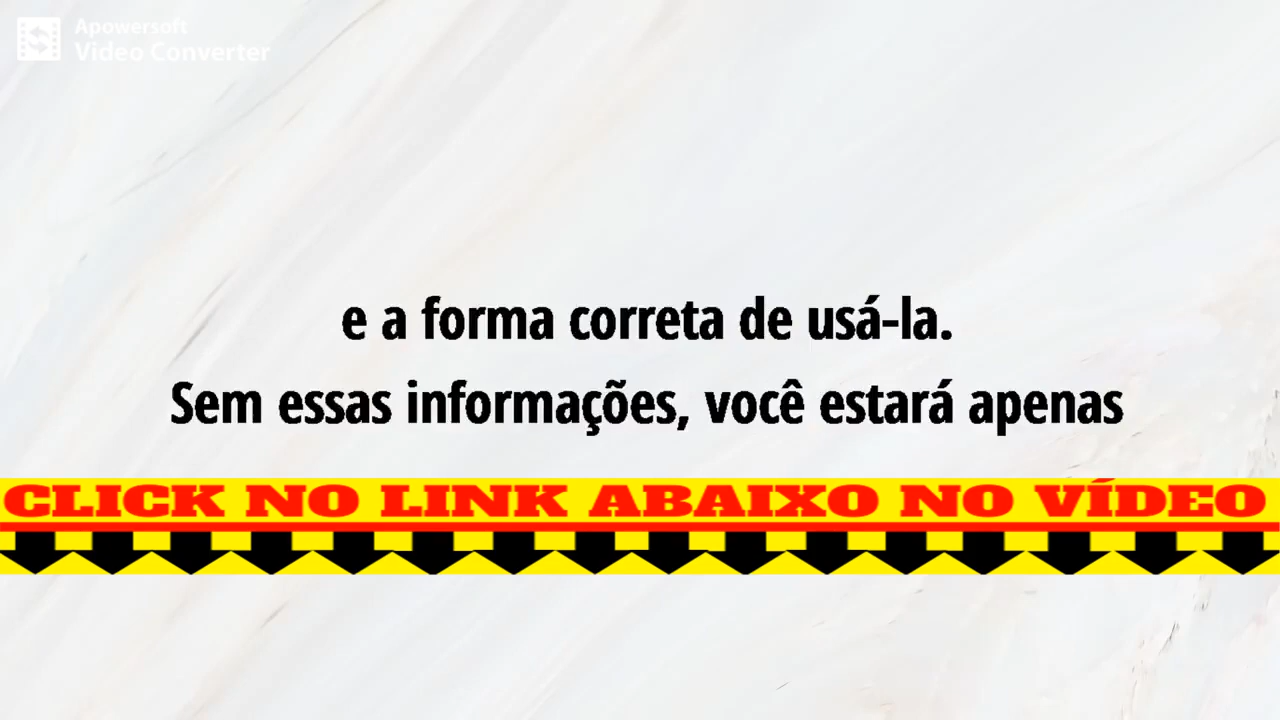 Apowersoft
Video Converter
e a forma correta de usá-la.
Sem essas informações, você estará apenas
CLICK NO LINK ABAIXO NO VÍDEO